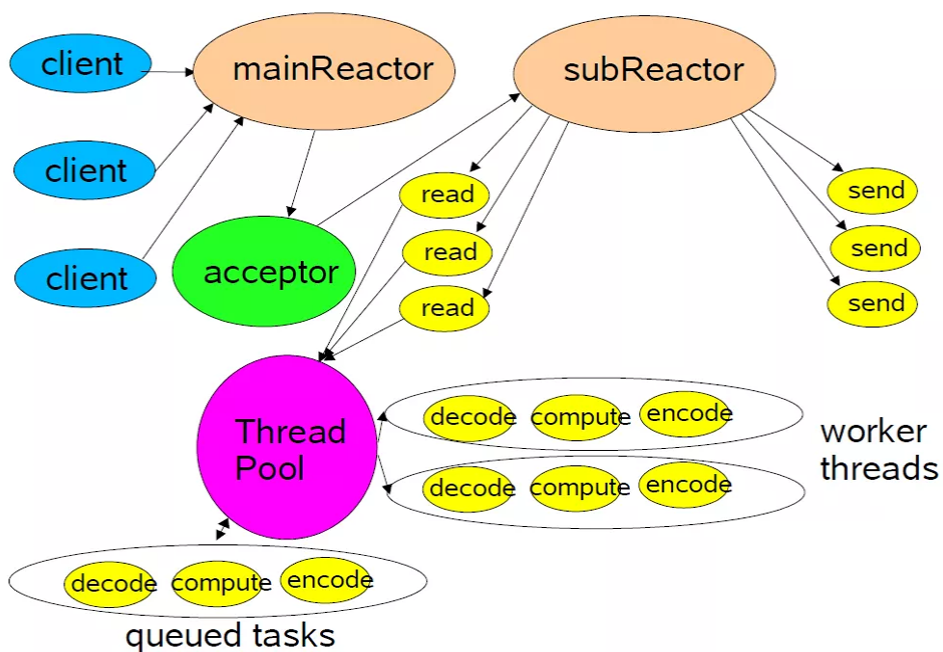 client
mainReactor
subReactor
client
read
send
client
acceptor
read
send
read
send
Thread
Pool
decode compute encode
decode compute encode
worker
threads
decode compute encode
queued tasks